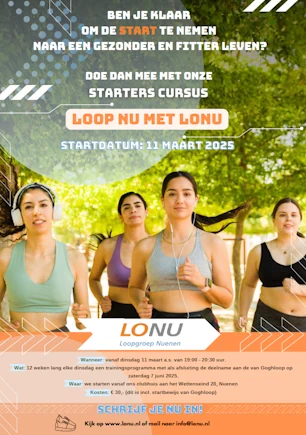 BEN JE KLAAR
OM DE START TE NEMEN
NAAR EEN GEZONDER EN FITTER LEVEN?
DOE DAN MEE MET ONZE
STARTERS CURSUS
LOOP NU MET LONU
STARTDATUM: 11 MAART 2025
LONU
Loopgroep Nuenen
Wanneer: vanaf dinsdag 11 maart a.s. van 19:00 - 20:30 uur.
Wat: 12 weken lang elke dinsdag een trainingsprogramma met als afsluiting de deelname aan de van Goghloop op
zaterdag 7 juni 2025.
Waar: we starten vanaf ons clubhuis aan het Wettenseind 2B, Nuenen
Kosten: € 30,- (dit is incl. startbewijs van Goghloop)
SCHRIJF JE NU IN!
Kijk op www.lonu.nl of mail naar info@lonu.nl